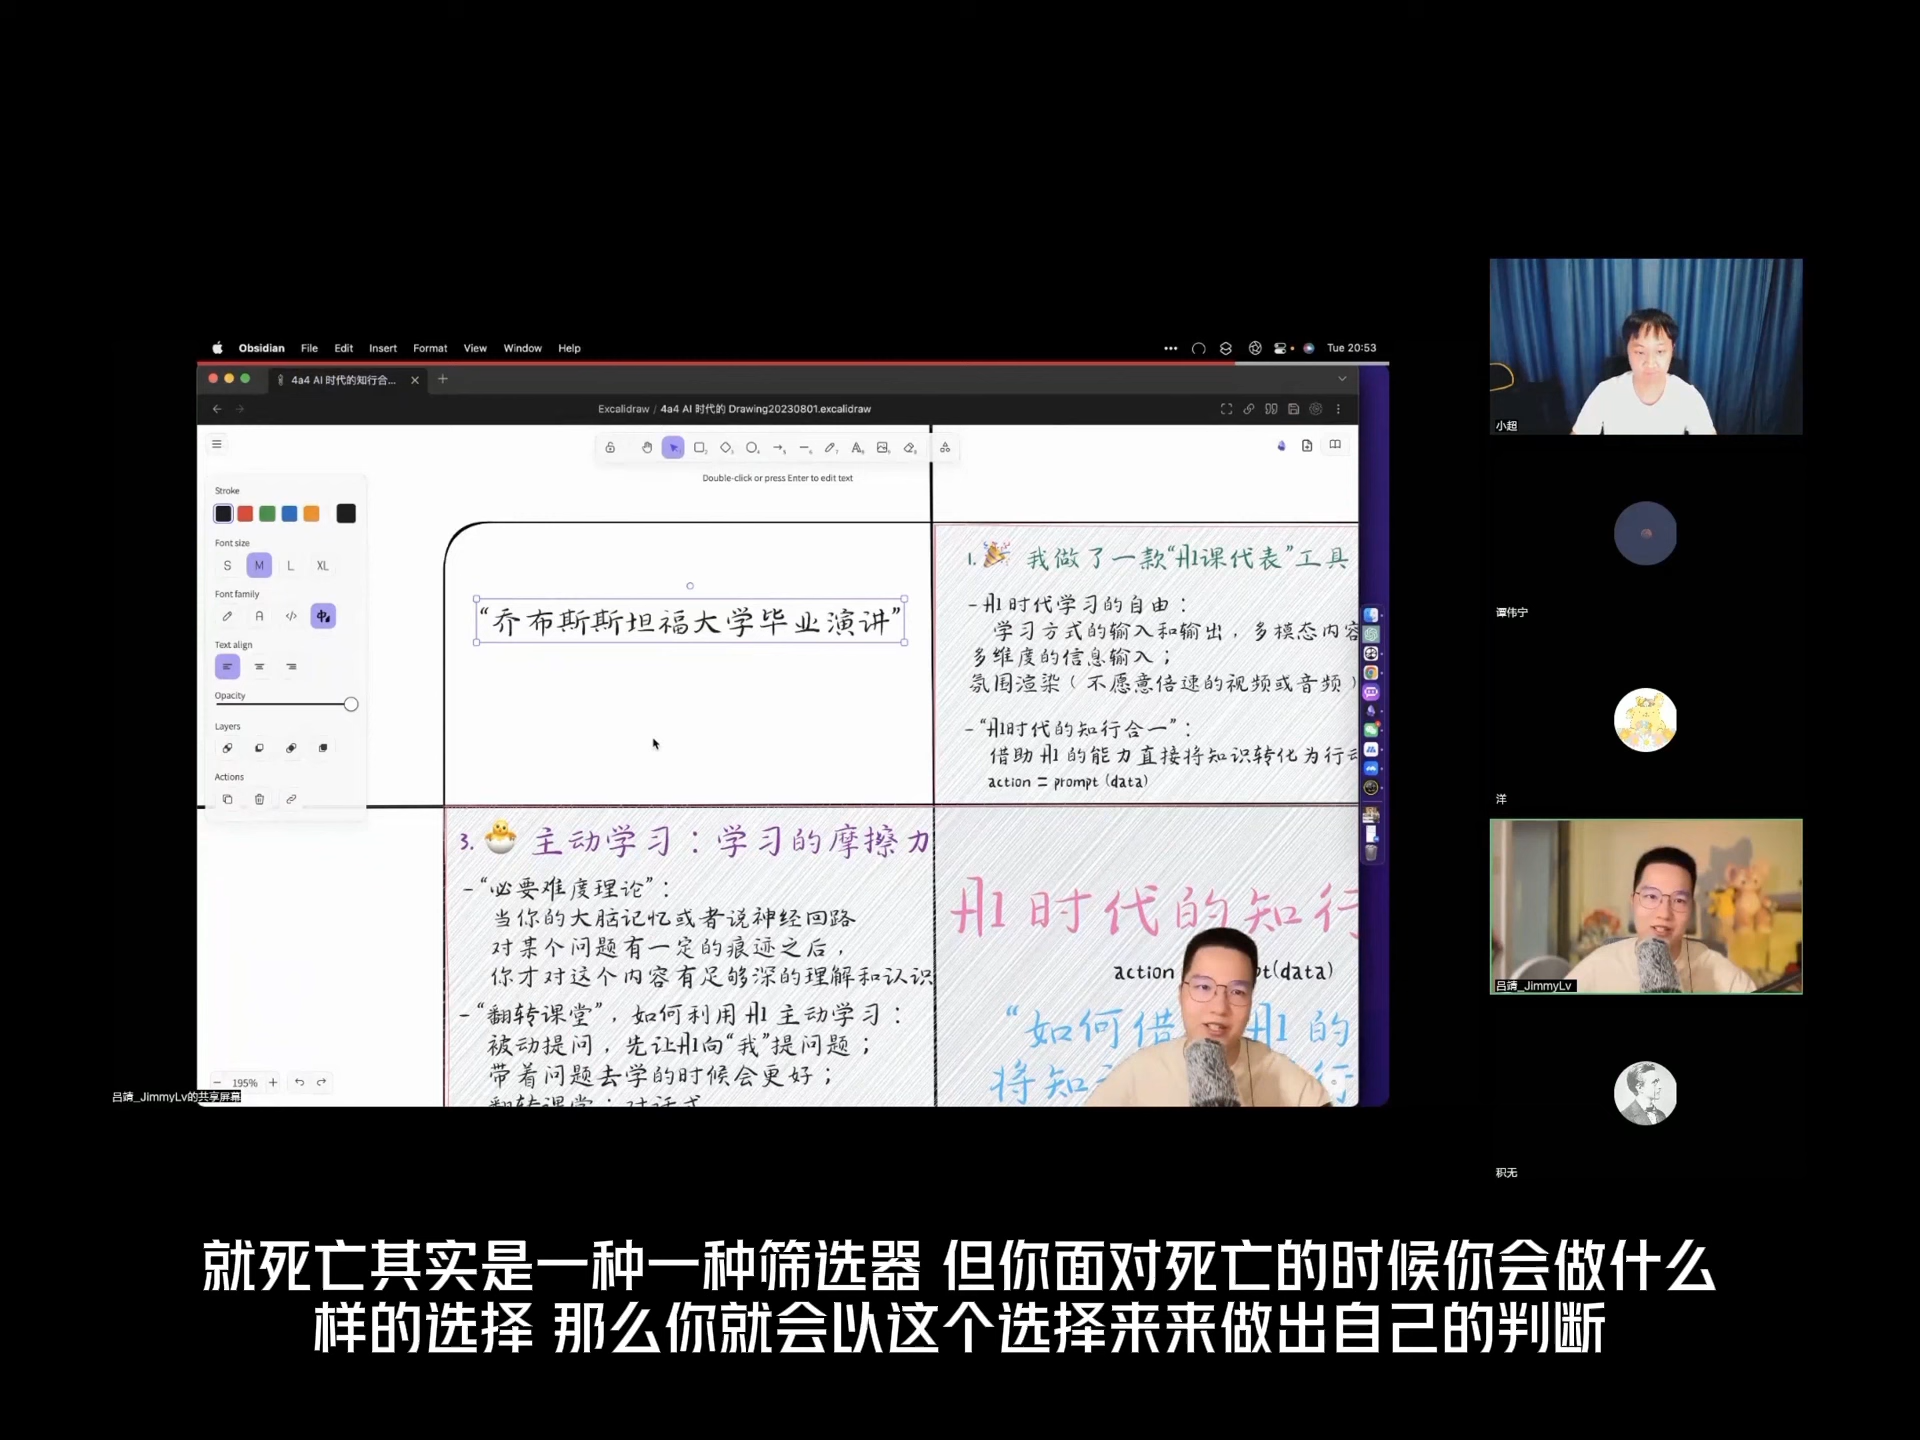 Obsidian File Edit Insert Format View Window Help
Tue 20:53
4a4 AI 时代的知行合...
Excalidraw / 4a4 AI 时代的 Drawing20230801.excalidraw
Double-click or press Enter to edit text
Stroke
Font size
S M L XL
Font family
Text align
Opacity
Layers
Actions
195%
“乔布斯斯坦福大学毕业演讲”
1. 我做了一款“AI课代表”工具
-AI时代学习的自由：
学习方式的输入和输出，多模态内容
多维度的信息输入；
氛围渲染（不愿意倍速的视频或音频）
-“AI时代的知行合一”：
借助AI的能力直接将知识转化为行动
action = prompt (data)
3. 主动学习：学习的摩擦力
-“必要难度理论”：
当你的大脑记忆或者说神经回路
对某个问题有一定的痕迹之后，
你才对这个内容有足够深的理解和认识
-“翻转课堂”，如何利用AI主动学习：
被动提问，先让AI向“我”提问题；
带着问题去学的时候会更好；
翻转课堂：对话式
AI时代的知行
action pt(data)
“如何借 AI的
将知 行
吕靖_JimmyLv的共享屏幕
小超
谭伟宁
洋
吕靖_JimmyLv
积无
就死亡其实是一种一种筛选器 但你面对死亡的时候你会做什么
样的选择 那么你就会以这个选择来来做出自己的判断